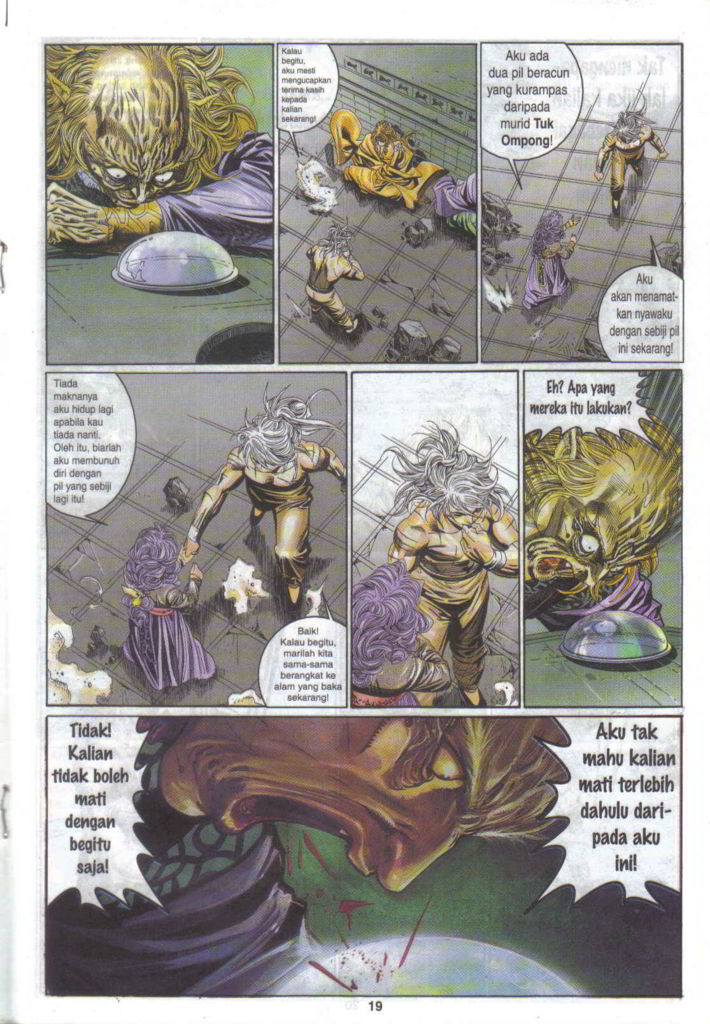 Kalau
begitu,
aku mesti
mengucapkan
terima kasih
kepada
kalian
sekarang!
Aku ada
dua pil beracun
yang kurampas
daripada
murid Tuk
Ompong!
Aku
akan menamat-
kan nyawaku
dengan sebiji pil
ini sekarang!
Tiada
maknanya
aku hidup lagi
apabila kau
tiada nanti.
Oleh itu, biarlah
aku membunuh
diri dengan
pil yang sebiji
lagi itu!
Baik!
Kalau begitu,
marilah kita
sama-sama
berangkat ke
alam yang baka
sekarang!
Eh? Apa yang
mereka itu lakukan?
Tidak!
Kalian
tidak boleh
mati
dengan
begitu
saja!
Aku tak
mahu kalian
mati terlebih
dahulu dari-
pada aku
ini!
19